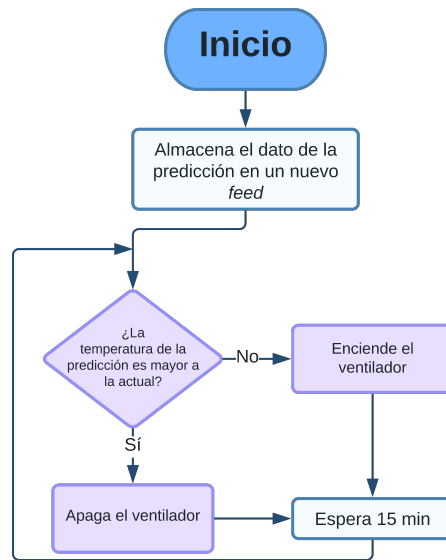 Inicio
Almacena el dato de la
predicción en un nuevo
feed
¿La
temperatura de la
predicción es mayor a
la actual?
No
Enciende el
ventilador
Sí
Apaga el ventilador
Espera 15 min